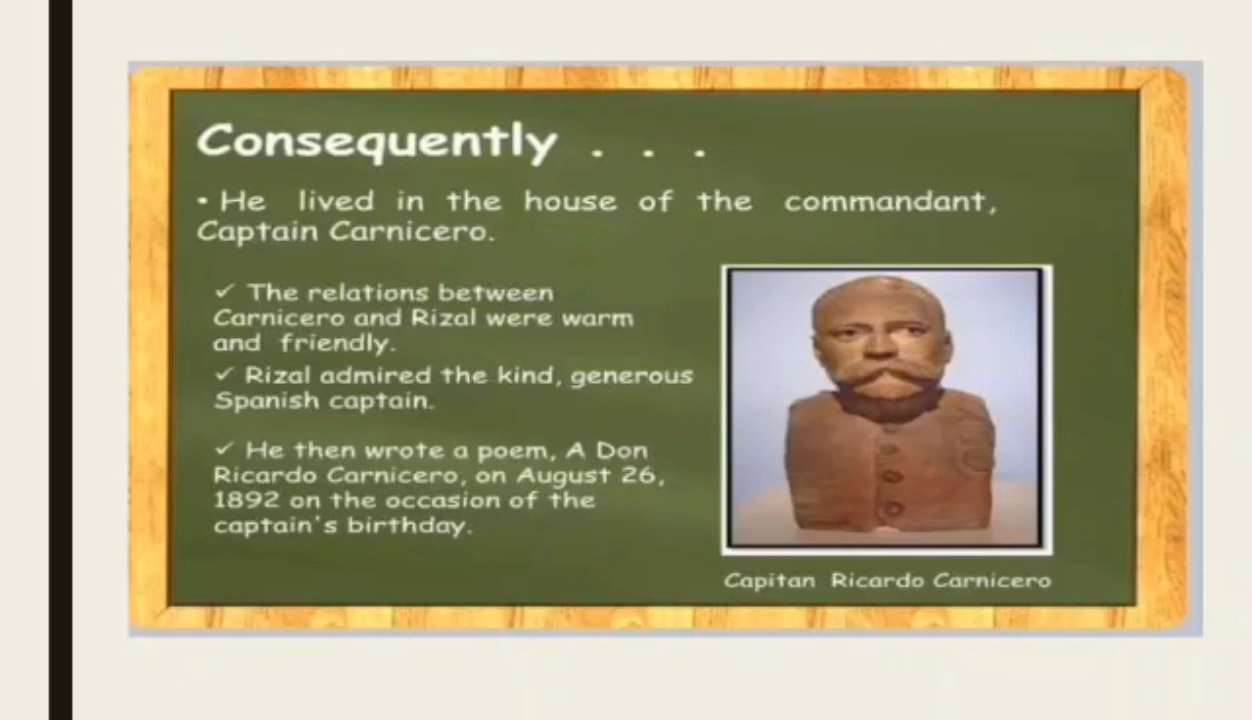 Consequently . . .
• He lived in the house of the commandant,
Captain Carnicero.
✓ The relations between
Carnicero and Rizal were warm
and friendly.
✓ Rizal admired the kind, generous
Spanish captain.
✓ He then wrote a poem, A Don
Ricardo Carnicero, on August 26,
1892 on the occasion of the
captain's birthday.
Capitan Ricardo Carnicero